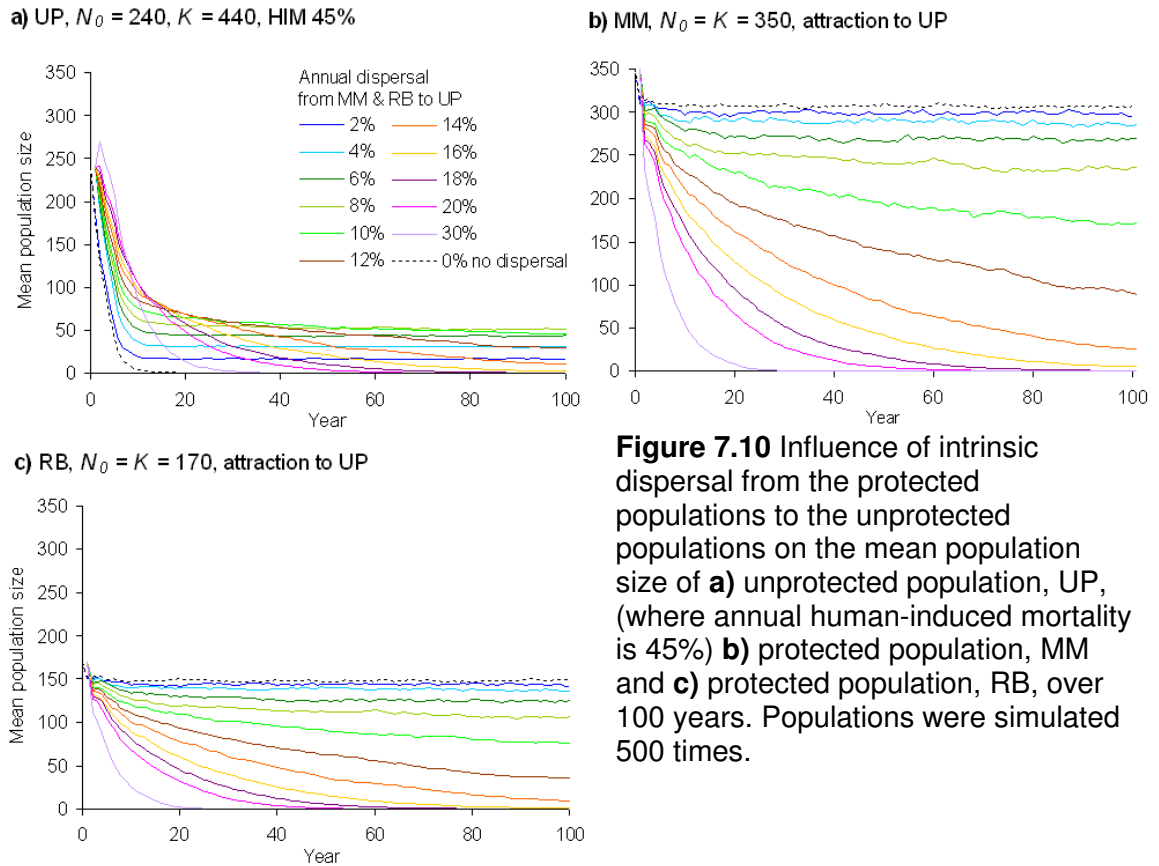 a) UP, N0 = 240, K = 440, HIM 45%
Mean population size
350
300
250
200
150
100
50
0
0
20
40
60
80
100
Year
Annual dispersal
from MM & RB to UP
2%
14%
4%
16%
6%
18%
8%
20%
10%
30%
12%
0% no dispersal
b) MM, N0 = K = 350, attraction to UP
Mean population size
350
300
250
200
150
100
50
0
0
20
40
60
80
100
Year
c) RB, N0 = K = 170, attraction to UP
Mean population size
350
300
250
200
150
100
50
0
0
20
40
60
80
100
Year
Figure 7.10 Influence of intrinsic
dispersal from the protected
populations to the unprotected
populations on the mean population
size of a) unprotected population, UP,
(where annual human-induced mortality
is 45%) b) protected population, MM
and c) protected population, RB, over
100 years. Populations were simulated
500 times.